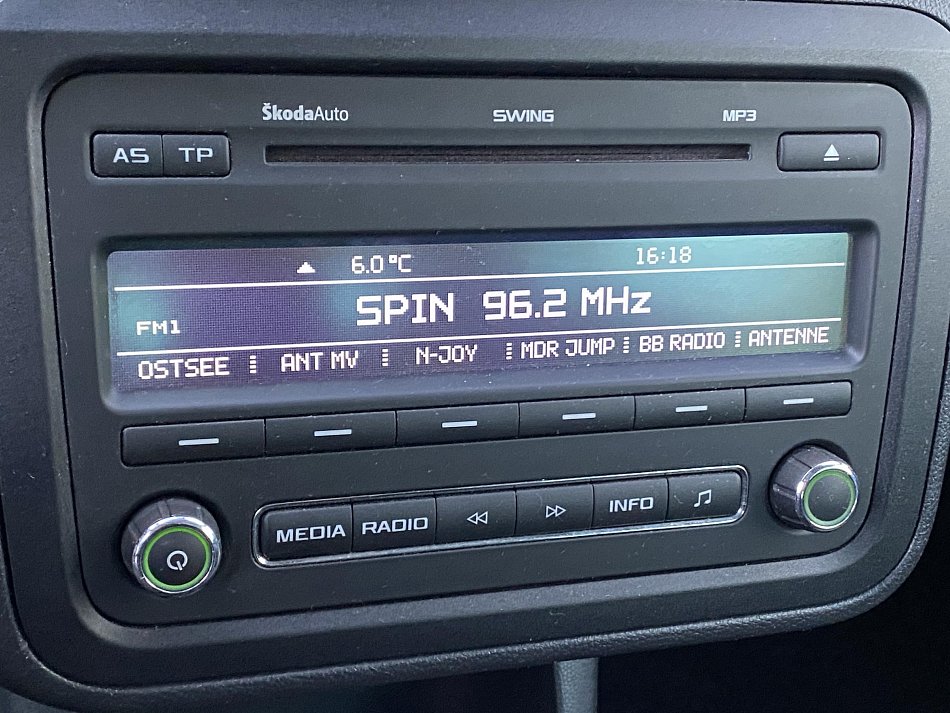 ŠkodaAuto SWING MP3
AS TP
6.0 °C 16:18
FM1 SPIN 96.2 MHz
OSTSEE ANT MV N-JOY MDR JUMP BB RADIO ANTENNE
MEDIA RADIO INFO